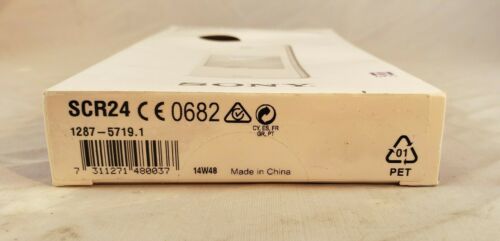 SONY
SCR24 CE 0682
CY, ES, FR
GR, PT
1287-5719.1
7 311271 480037
14W48 Made in China
01
PET